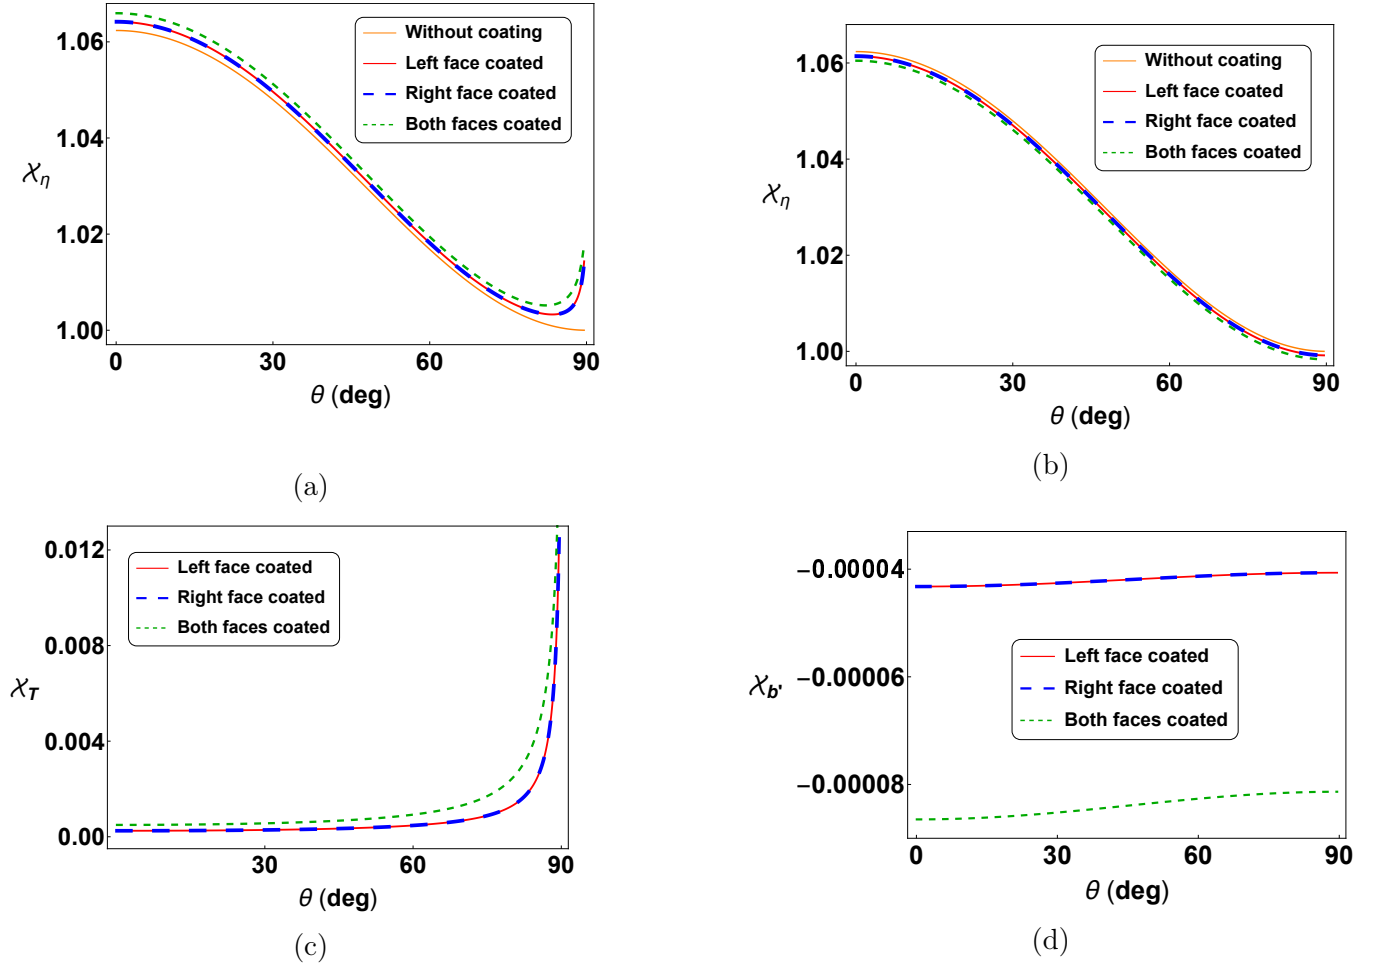 1.06
1.04
1.02
1.00
χη
Without coating
Left face coated
Right face coated
Both faces coated
0
30
60
90
θ (deg)
(a)
1.06
1.04
1.02
1.00
χη
Without coating
Left face coated
Right face coated
Both faces coated
0
30
60
90
θ (deg)
(b)
0.012
0.008
0.004
0.00
χT
Left face coated
Right face coated
Both faces coated
30
60
90
θ (deg)
(c)
−0.00004
−0.00006
−0.00008
χb'
Left face coated
Right face coated
Both faces coated
0
30
60
90
θ (deg)
(d)